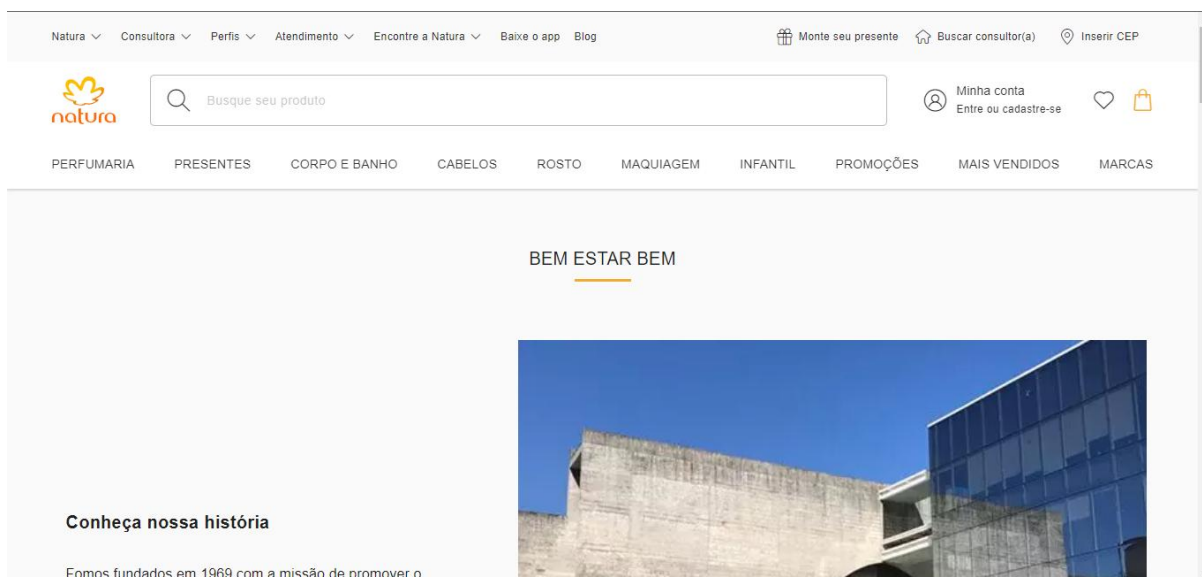 Natura Consultora Perfis Atendimento Encontre a Natura Baixe o app Blog Monte seu presente Buscar consultor(a) Inserir CEP
natura
Busque seu produto
Minha conta
Entre ou cadastre-se
PERFUMARIA PRESENTES CORPO E BANHO CABELOS ROSTO MAQUIAGEM INFANTIL PROMOÇÕES MAIS VENDIDOS MARCAS
BEM ESTAR BEM
Conheça nossa história
Fomos fundados em 1969 com a missão de promover o